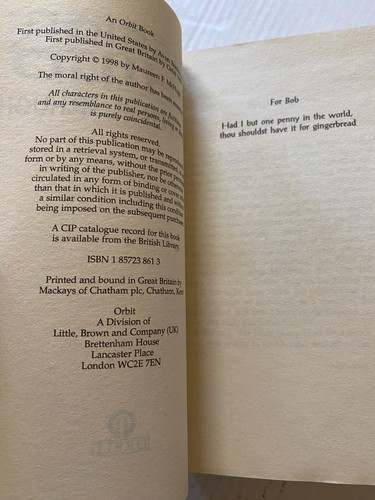 An Orbit Book
First published in the United States by Avon
First published in Great Britain by
Copyright © 1998 by Maureen F.
The moral right of the author has been
All characters in this publication are
and any resemblance to real persons,
is purely coincidental.
All rights reserved.
No part of this publication may be reproduced,
stored in a retrieval system, or transmitted,
form or by any means, without the prior
in writing of the publisher, nor be otherwise
circulated in any form of binding or cover
than that in which it is published and
a similar condition including this condition
being imposed on the subsequent
A CIP catalogue record for this book
is available from the British Library.
ISBN 1 85723 861 3
Printed and bound in Great Britain by
Mackays of Chatham plc, Chatham,
Orbit
A Division of
Little, Brown and Company (UK)
Brettenham House
Lancaster Place
London WC2E 7EN
For Bob
Had I but one penny in the world,
thou shouldst have it for gingerbread